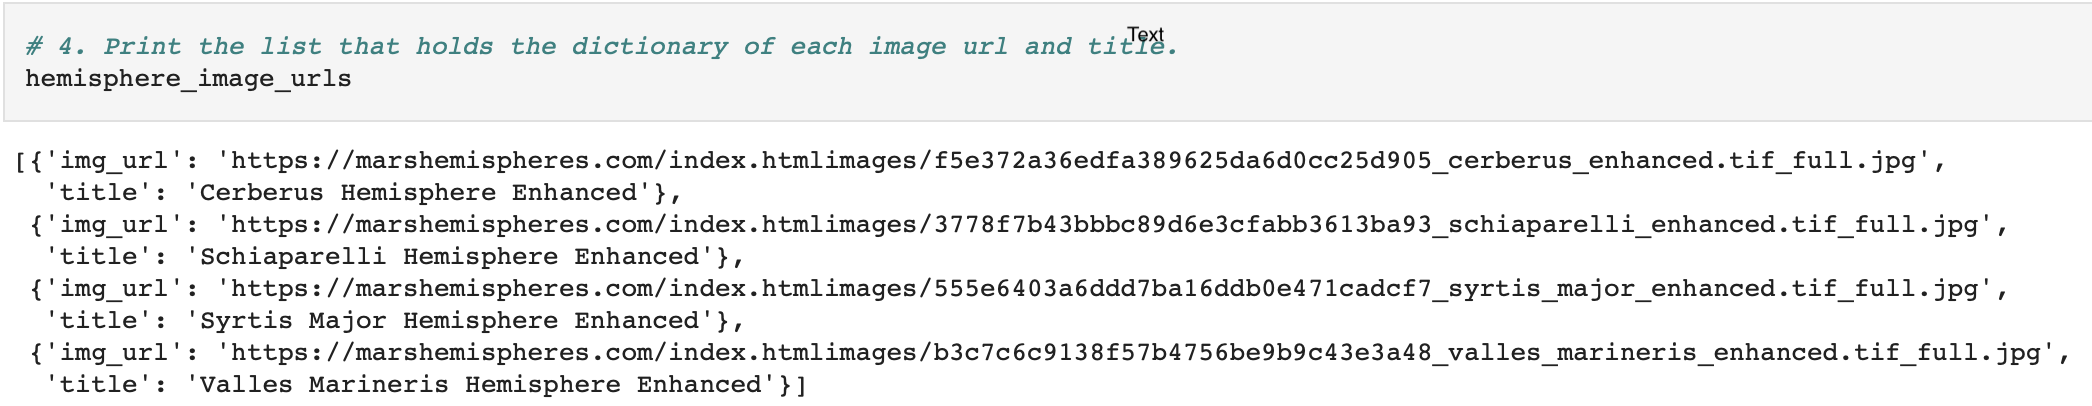 Text
# 4. Print the list that holds the dictionary of each image url and title.
hemisphere_image_urls
[{'img_url': 'https://marshemispheres.com/index.htmlimages/f5e372a36edfa389625da6d0cc25d905_cerberus_enhanced.tif_full.jpg',
'title': 'Cerberus Hemisphere Enhanced'},
{'img_url': 'https://marshemispheres.com/index.htmlimages/3778f7b43bbbc89d6e3cfabb3613ba93_schiaparelli_enhanced.tif_full.jpg',
'title': 'Schiaparelli Hemisphere Enhanced'},
{'img_url': 'https://marshemispheres.com/index.htmlimages/555e6403a6ddd7ba16ddb0e471cadcf7_syrtis_major_enhanced.tif_full.jpg',
'title': 'Syrtis Major Hemisphere Enhanced'},
{'img_url': 'https://marshemispheres.com/index.htmlimages/b3c7c6c9138f57b4756be9b9c43e3a48_valles_marineris_enhanced.tif_full.jpg',
'title': 'Valles Marineris Hemisphere Enhanced'}]